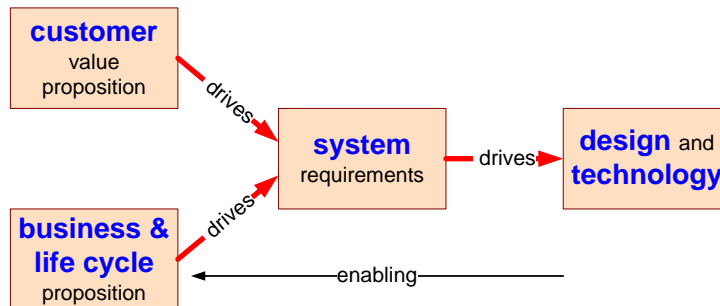 customer
value
proposition
drives
system
requirements
drives
design and
technology
business &
life cycle
proposition
drives
enabling